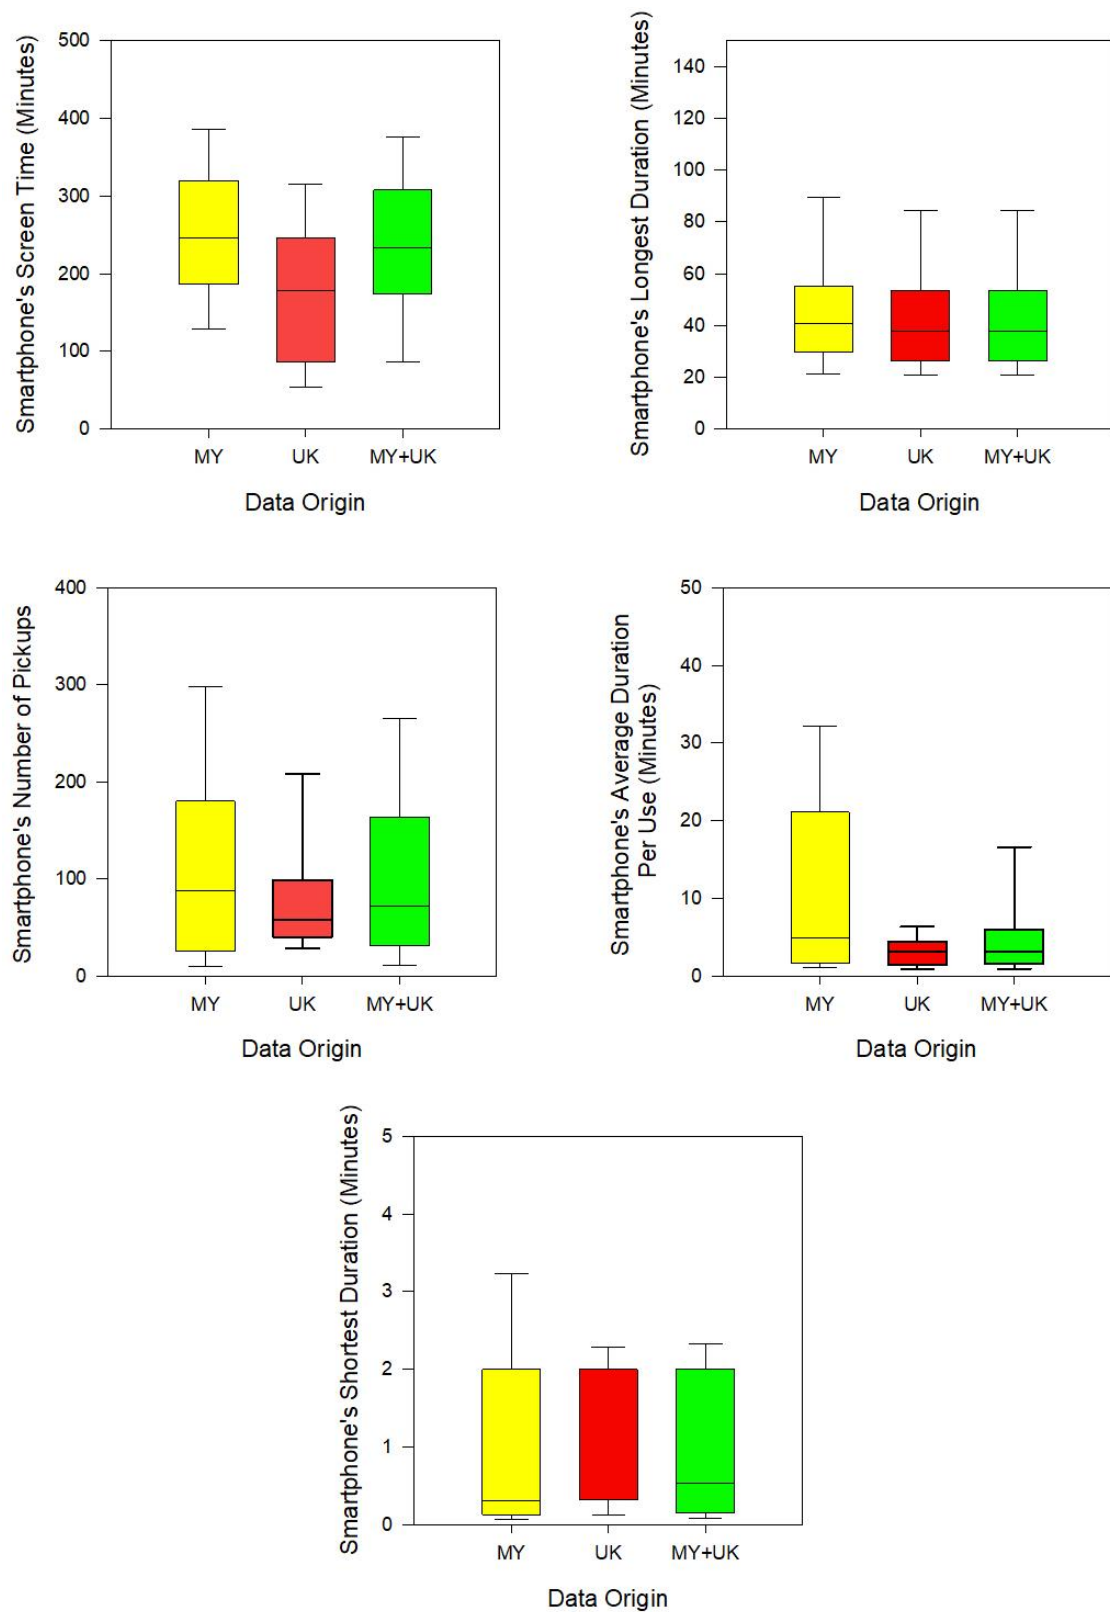 Smartphone's Screen Time (Minutes)
500
400
300
200
100
0
MY UK MY+UK
Data Origin
Smartphone's Longest Duration (Minutes)
140
120
100
80
60
40
20
0
MY UK MY+UK
Data Origin
Smartphone's Number of Pickups
400
300
200
100
0
MY UK MY+UK
Data Origin
Smartphone's Average Duration
Per Use (Minutes)
50
40
30
20
10
0
MY UK MY+UK
Data Origin
Smartphone's Shortest Duration (Minutes)
5
4
3
2
1
0
MY UK MY+UK
Data Origin